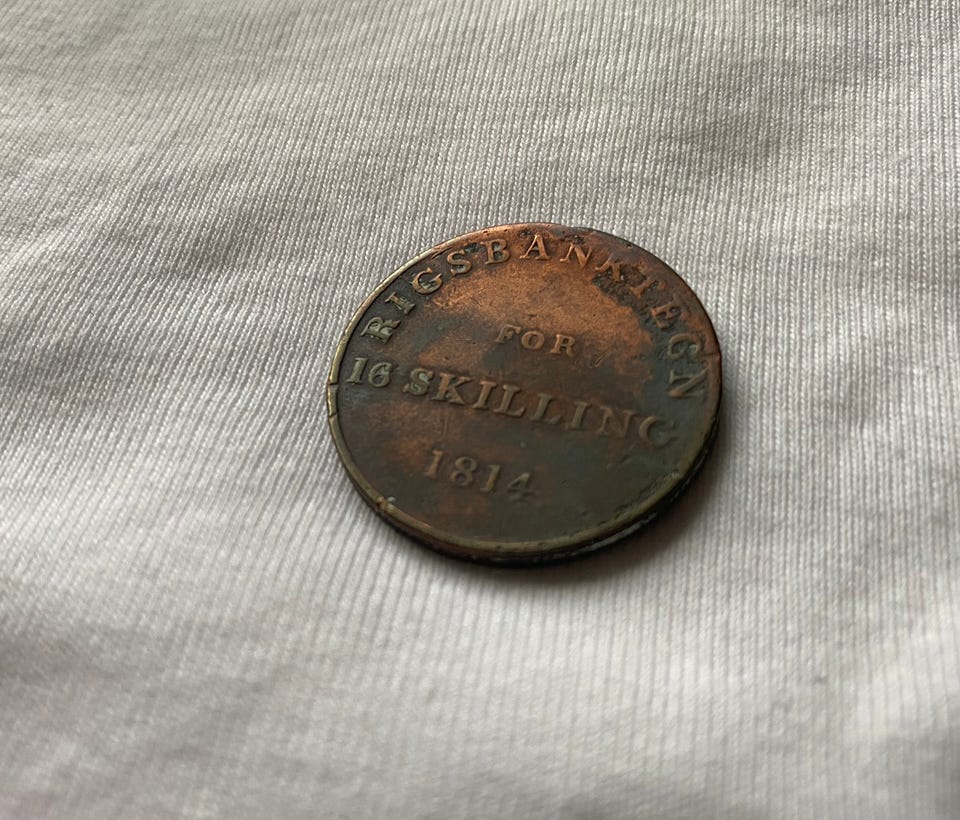 RIGSBANKTEGN
FOR
16 SKILLING
1814